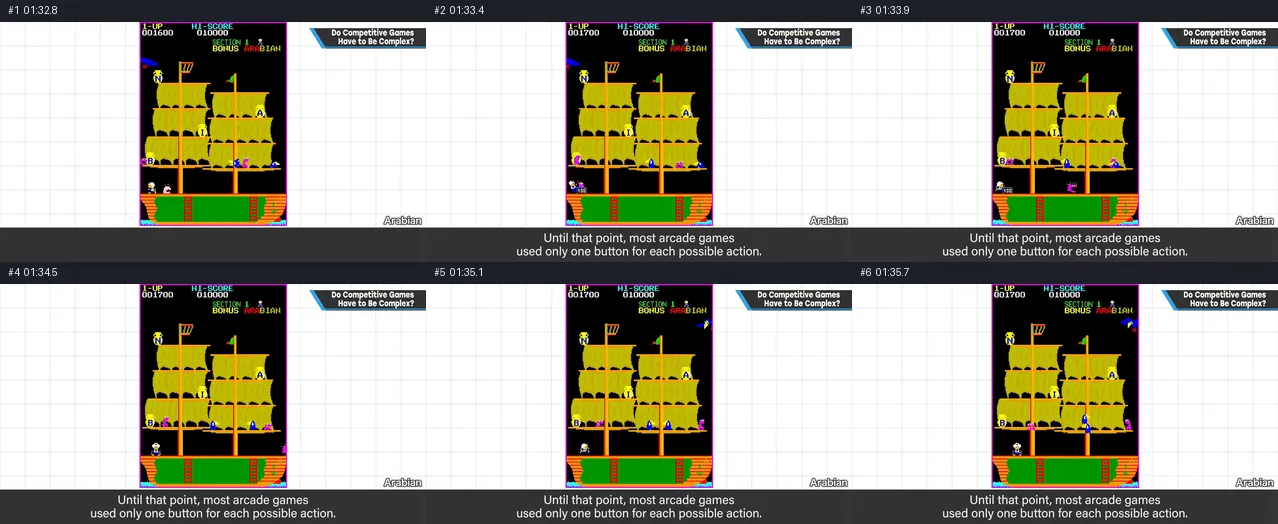 #1 01:32.8
1-UP HI-SCORE
001600 010000
SECTION 1
BONUS ARABIAN
N
A
I
B
Do Competitive Games
Have to Be Complex?
Arabian
#2 01:33.4
1-UP HI-SCORE
001700 010000
SECTION 1
BONUS ARABIAN
N
A
I
Do Competitive Games
Have to Be Complex?
Arabian
Until that point, most arcade games
used only one button for each possible action.
#3 01:33.9
1-UP HI-SCORE
001700 010000
SECTION 1
BONUS ARABIAN
N
A
I
B
Do Competitive Games
Have to Be Complex?
Arabian
Until that point, most arcade games
used only one button for each possible action.
#4 01:34.5
1-UP HI-SCORE
001700 010000
SECTION 1
BONUS ARABIAN
N
A
I
B
Do Competitive Games
Have to Be Complex?
Arabian
Until that point, most arcade games
used only one button for each possible action.
#5 01:35.1
1-UP HI-SCORE
001700 010000
SECTION 1
BONUS ARABIAN
N
A
I
B
Do Competitive Games
Have to Be Complex?
Arabian
Until that point, most arcade games
used only one button for each possible action.
#6 01:35.7
1-UP HI-SCORE
001700 010000
SECTION 1
BONUS ARABIAN
N
A
I
B
Do Competitive Games
Have to Be Complex?
Arabian
Until that point, most arcade games
used only one button for each possible action.